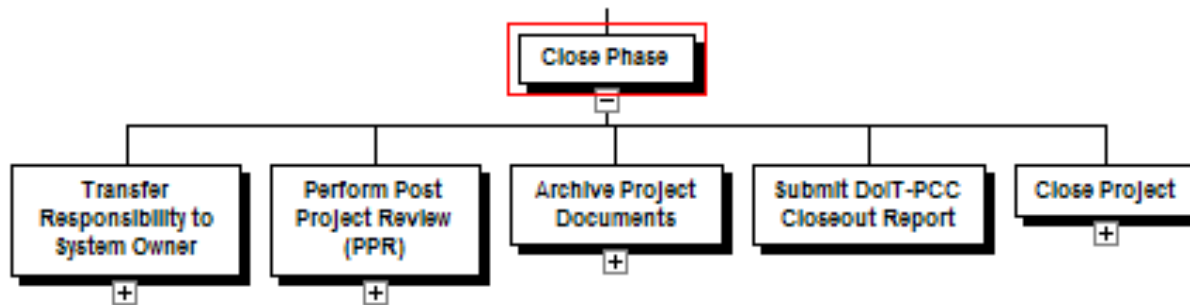 Close Phase
Transfer
Responsibility to
System Owner
Perform Post
Project Review
(PPR)
Archive Project
Documents
Submit DoIT-PCC
Closeout Report
Close Project